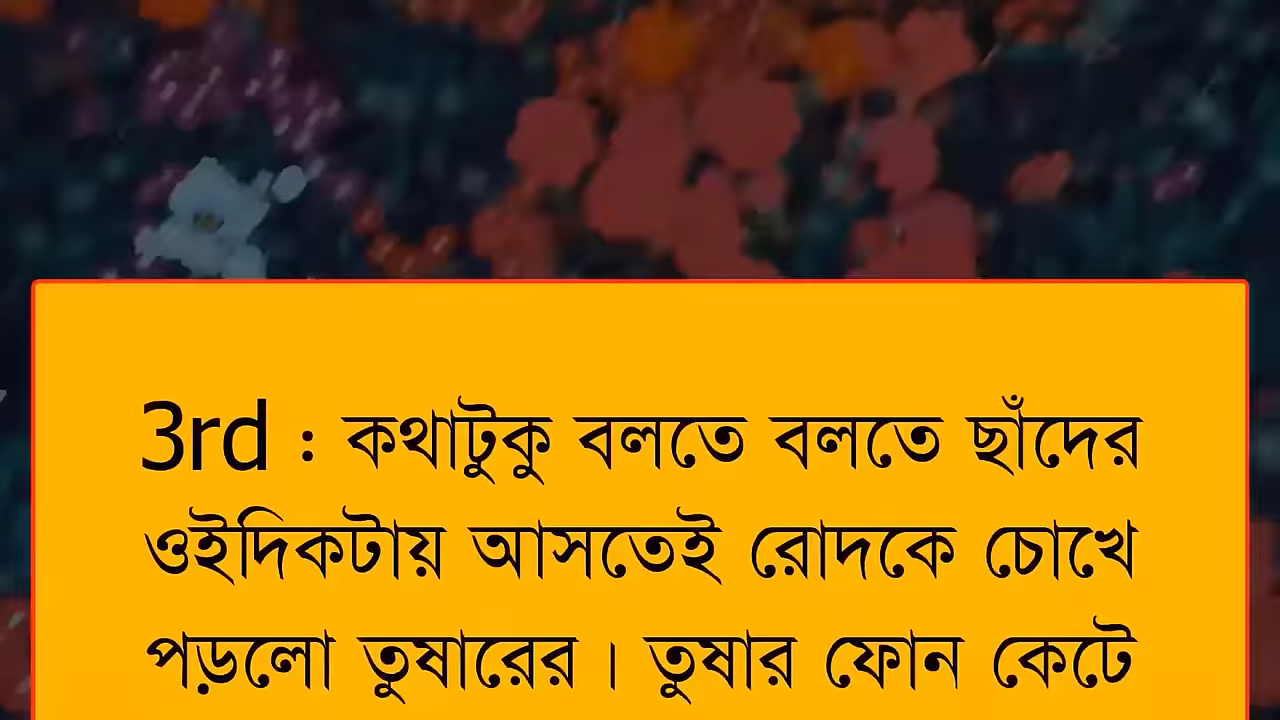 3rd : কথাটুকু বলতে বলতে ছাঁদের
ওইদিকটায় আসতেই রোদকে চোখে
পড়লো তুষারের । তুষার ফোন কেটে